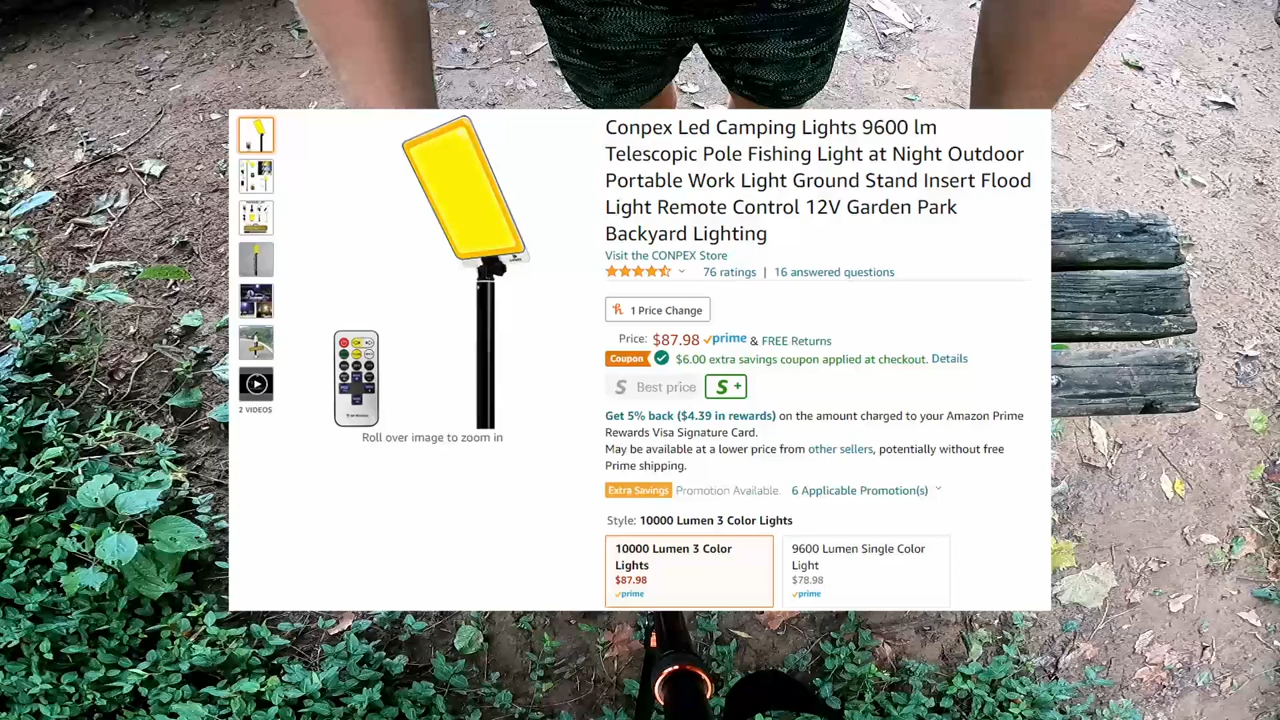 Conpex Led Camping Lights 9600 lm
Telescopic Pole Fishing Light at Night Outdoor
Portable Work Light Ground Stand Insert Flood
Light Remote Control 12V Garden Park
Backyard Lighting
Visit the CONPEX Store
76 ratings | 16 answered questions
1 Price Change
Price: $87.98 prime & FREE Returns
Coupon $6.00 extra savings coupon applied at checkout. Details
S Best price S +
Get 5% back ($4.39 in rewards) on the amount charged to your Amazon Prime
Rewards Visa Signature Card.
May be available at a lower price from other sellers, potentially without free
Prime shipping.
Extra Savings Promotion Available. 6 Applicable Promotion(s)
Style: 10000 Lumen 3 Color Lights
10000 Lumen 3 Color
Lights
$87.98
prime
9600 Lumen Single Color
Light
$78.98
prime
2 VIDEOS
Roll over image to zoom in